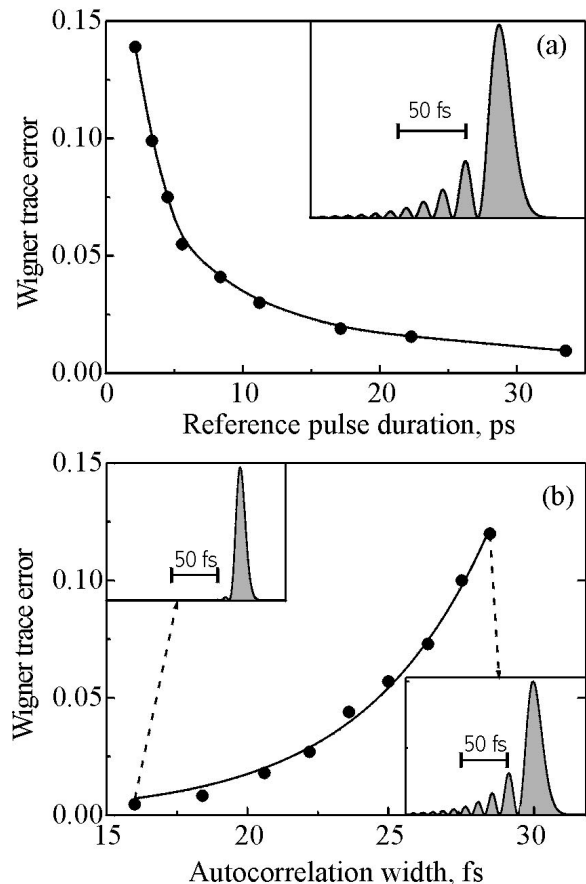 0.15
(a)
50 fs
0.10
0.05
0.00
Wigner trace error
0
10
20
30
Reference pulse duration, ps
0.15
(b)
50 fs
0.10
0.05
50 fs
0.00
Wigner trace error
15
20
25
30
Autocorrelation width, fs